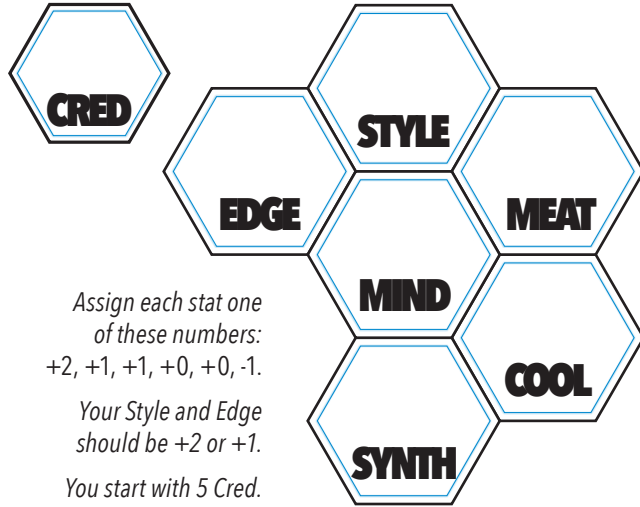 CRED
STYLE
EDGE
MEAT
MIND
COOL
SYNTH
Assign each stat one
of these numbers:
+2, +1, +1, +0, +0, -1.
Your Style and Edge
should be +2 or +1.
You start with 5 Cred.